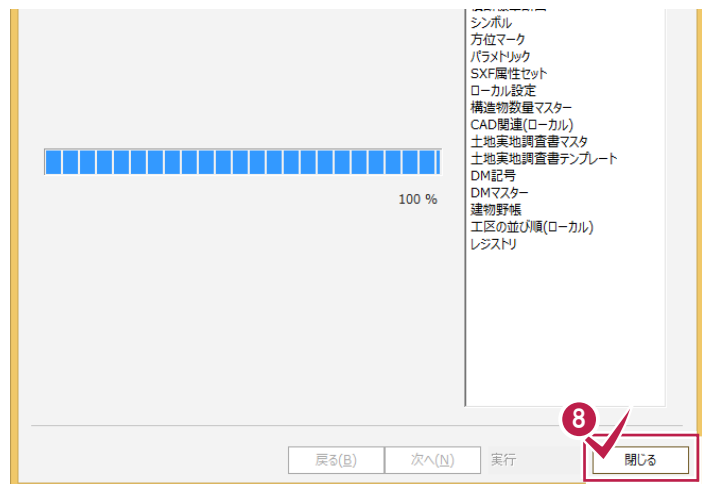 シンボル
方位マーク
パラメトリック
SXF属性セット
ローカル設定
構造物数量マスター
CAD関連(ローカル)
土地実地調査書マスタ
土地実地調査書テンプレート
DM記号
DMマスター
建物野帳
工区の並び順(ローカル)
レジストリ
100 %
8
戻る(B)
次へ(N)
実行
閉じる